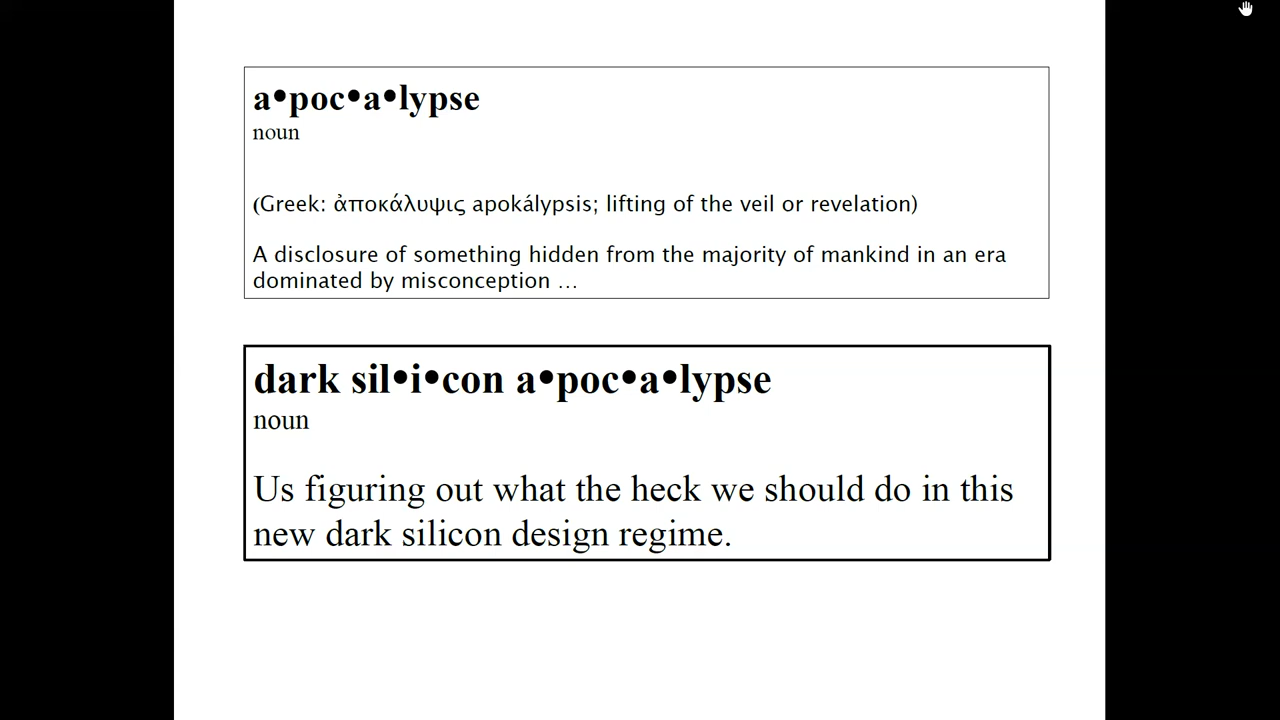 a•poc•a•lypse
noun
(Greek: ἀποκάλυψις apokálypsis; lifting of the veil or revelation)
A disclosure of something hidden from the majority of mankind in an era
dominated by misconception …
dark sil•i•con a•poc•a•lypse
noun
Us figuring out what the heck we should do in this
new dark silicon design regime.